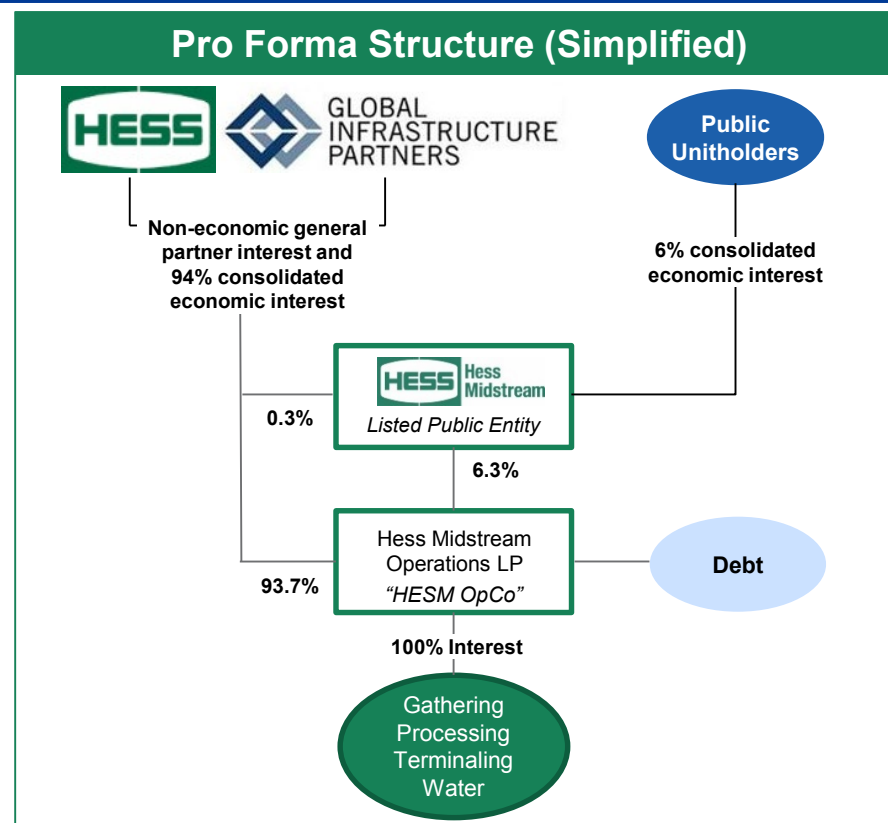 Pro Forma Structure (Simplified)
HESS
GLOBAL
INFRASTRUCTURE
PARTNERS
Public
Unitholders
Non-economic general
partner interest and
94% consolidated
economic interest
6% consolidated
economic interest
HESS
Hess
Midstream
Listed Public Entity
0.3%
6.3%
Hess Midstream
Operations LP
“HESM OpCo”
93.7%
Debt
100% Interest
Gathering
Processing
Terminaling
Water